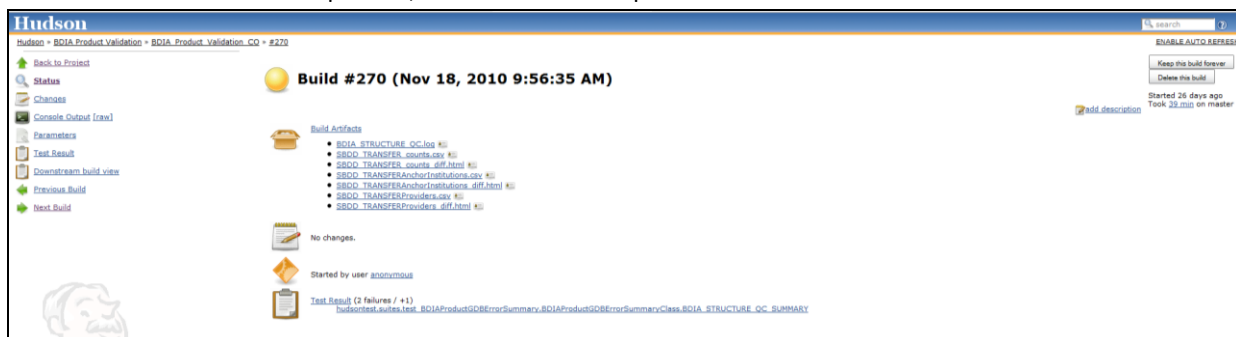 Hudson
search
Hudson » BDIA Product Validation » BDIA_Product_Validation_CO » #270
ENABLE AUTO REFRES
Back to Project
Status
Changes
Console Output [raw]
Parameters
Test Result
Downstream build view
Previous Build
Next Build
Build #270 (Nov 18, 2010 9:56:35 AM)
Keep this build forever
Delete this build
Started 26 days ago
Took 39 min on master
add description
Build Artifacts
BDIA_STRUCTURE_QC.log
SBDD_TRANSFER_counts.csv
SBDD_TRANSFER_counts_diff.html
SBDD_TRANSFERAnchorInstitutions.csv
SBDD_TRANSFERAnchorInstitutions_diff.html
SBDD_TRANSFERProviders.csv
SBDD_TRANSFERProviders_diff.html
No changes.
Started by user anonymous
Test Result (2 failures / +1)
hudsontest.suites.test_BDIAProductGDBErrorSummary.BDIAProductGDBErrorSummaryClass.BDIA_STRUCTURE_QC_SUMMARY